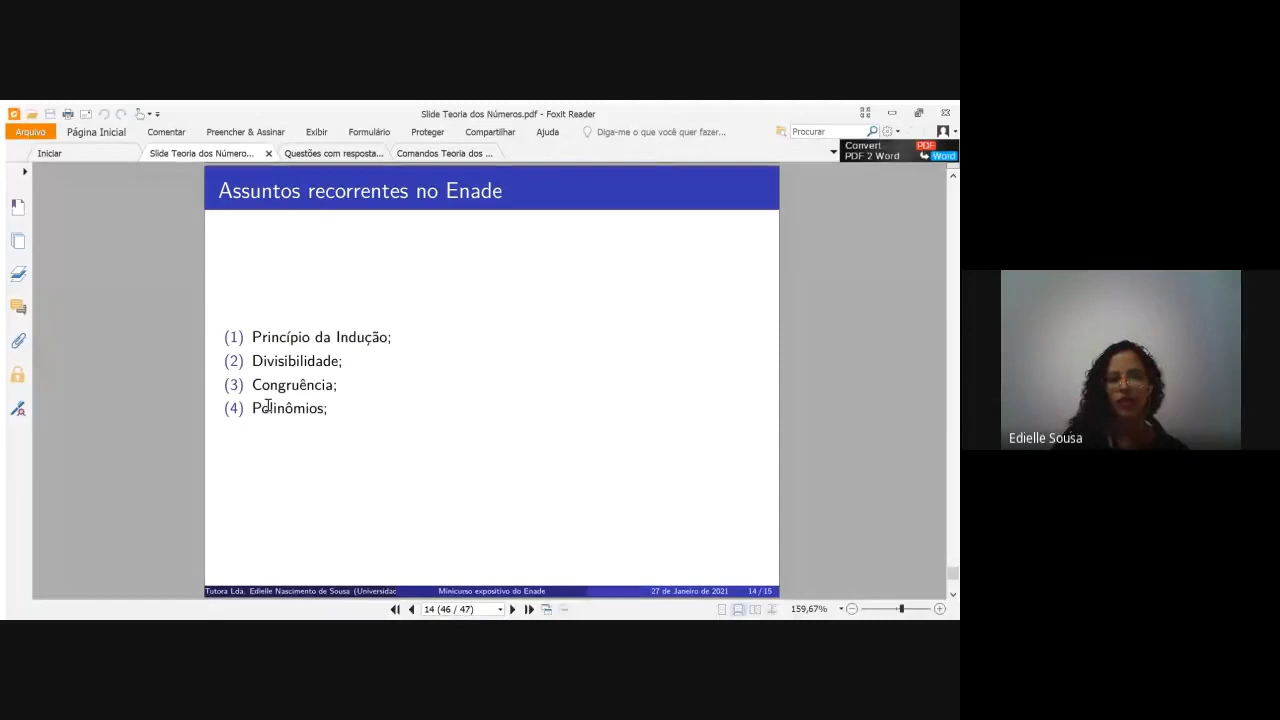 Slide Teoria dos Números.pdf - Foxit Reader
Arquivo Página Inicial Comentar Preencher & Assinar Exibir Formulário Proteger Compartilhar Ajuda Diga-me o que você quer fazer... Procurar
Iniciar Slide Teoria dos Número... Questões com resposta... Comandos Teoria dos ...
Convert PDF
PDF 2 Word Word
Assuntos recorrentes no Enade
(1) Princípio da Indução;
(2) Divisibilidade;
(3) Congruência;
(4) Polinômios;
Edielle Sousa
Tutora Lda. Edielle Nascimento de Sousa (Universidac Minicurso expositivo do Enade 27 de Janeiro de 2021 14 / 15
14 (46 / 47) 159,67%